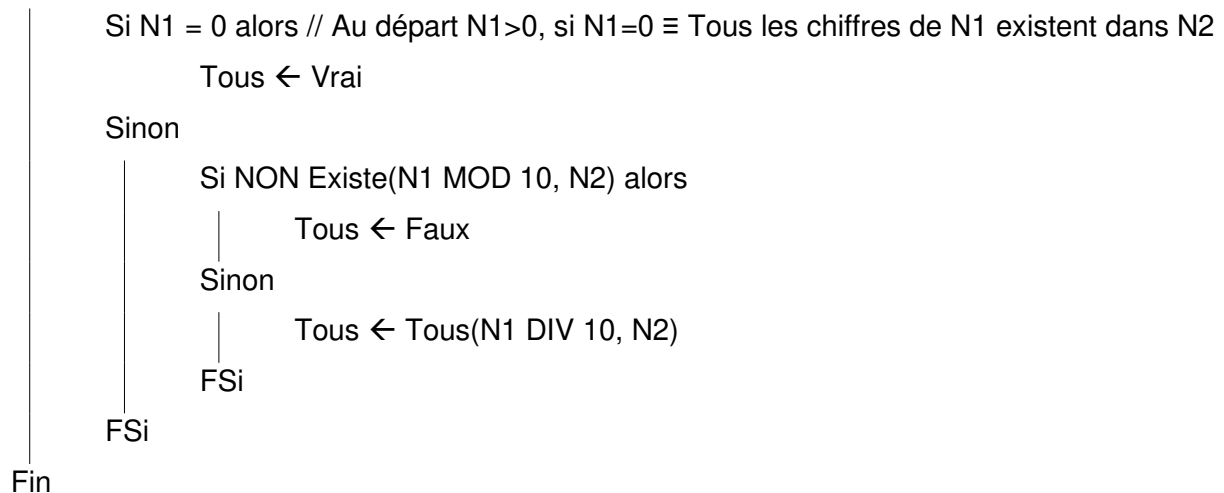 Si N1 = 0 alors // Au départ N1>0, si N1=0 ≡ Tous les chiffres de N1 existent dans N2
Tous ← Vrai
Sinon
Si NON Existe(N1 MOD 10, N2) alors
Tous ← Faux
Sinon
Tous ← Tous(N1 DIV 10, N2)
FSi
FSi
Fin